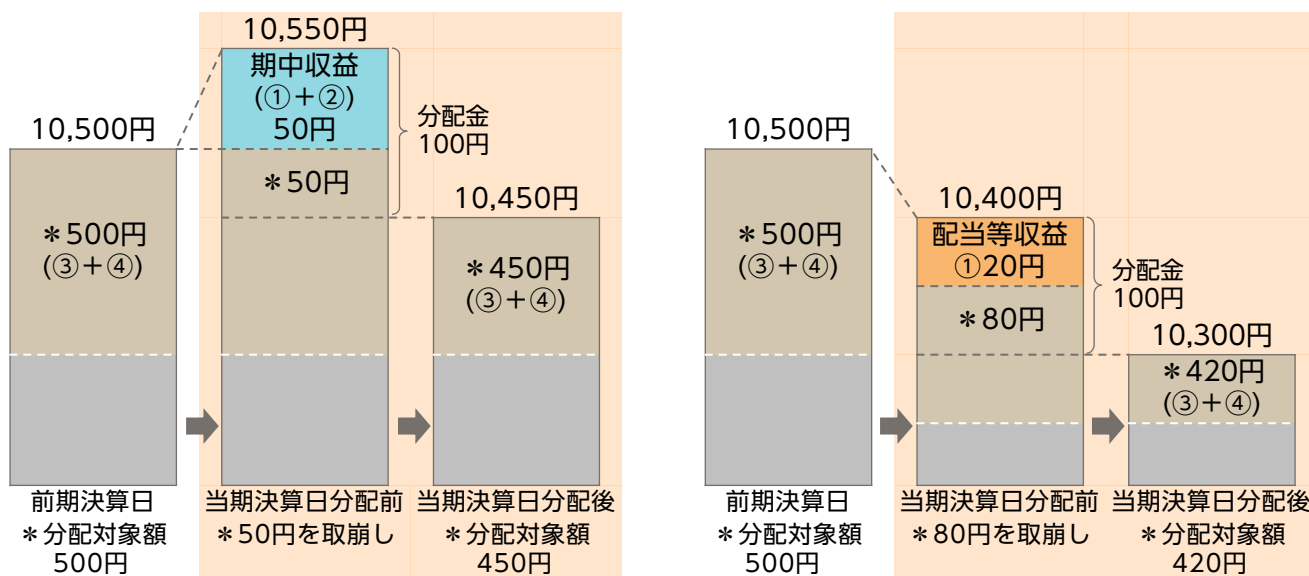 10,550円
期中収益
(①＋②)
50円
分配金
100円
10,500円
＊50円
10,450円
＊500円
(③＋④)
＊450円
(③＋④)
前期決算日
＊分配対象額
500円
当期決算日分配前
＊50円を取崩し
当期決算日分配後
＊分配対象額
450円
10,500円
10,400円
＊500円
(③＋④)
配当等収益
①20円
分配金
100円
＊80円
10,300円
＊420円
(③＋④)
前期決算日
＊分配対象額
500円
当期決算日分配前
＊80円を取崩し
当期決算日分配後
＊分配対象額
420円